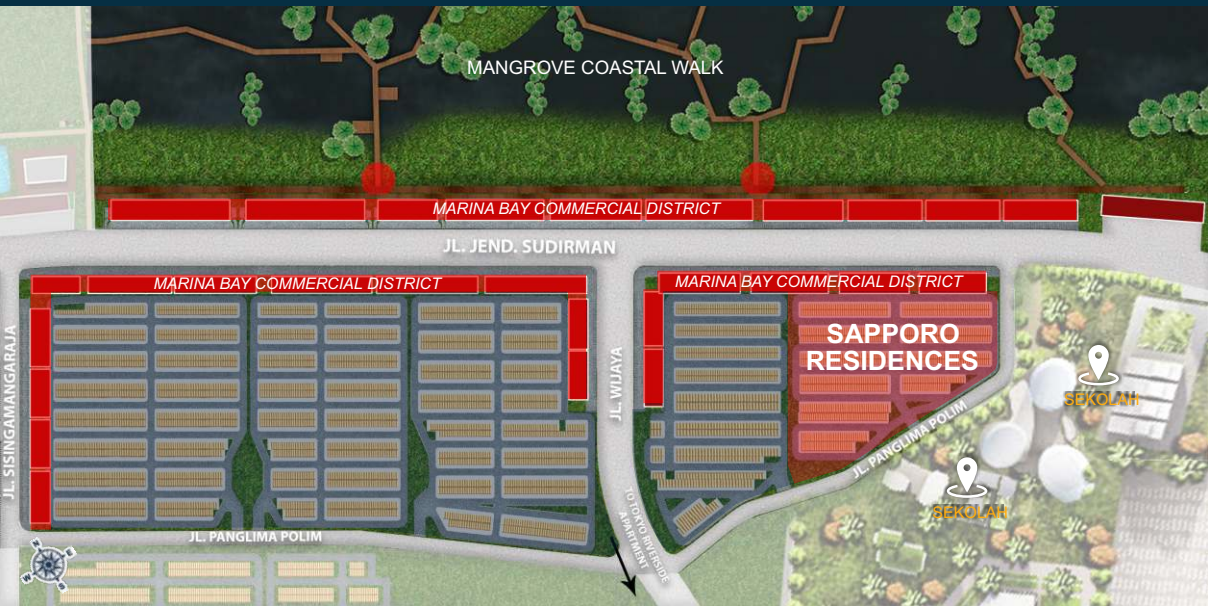 MANGROVE COASTAL WALK
MARINA BAY COMMERCIAL DISTRICT
JL. JEND. SUDIRMAN
MARINA BAY COMMERCIAL DISTRICT
MARINA BAY COMMERCIAL DISTRICT
SAPPORO
RESIDENCES
JL. SISINGAMANGARAJA
JL. WIJAYA
SEKOLAH
JL. PANGLIMA POLIM
SEKOLAH
TO TOKYO RIVERSIDE
APARTMENT
JL. PANGLIMA POLIM
N
E
W
S